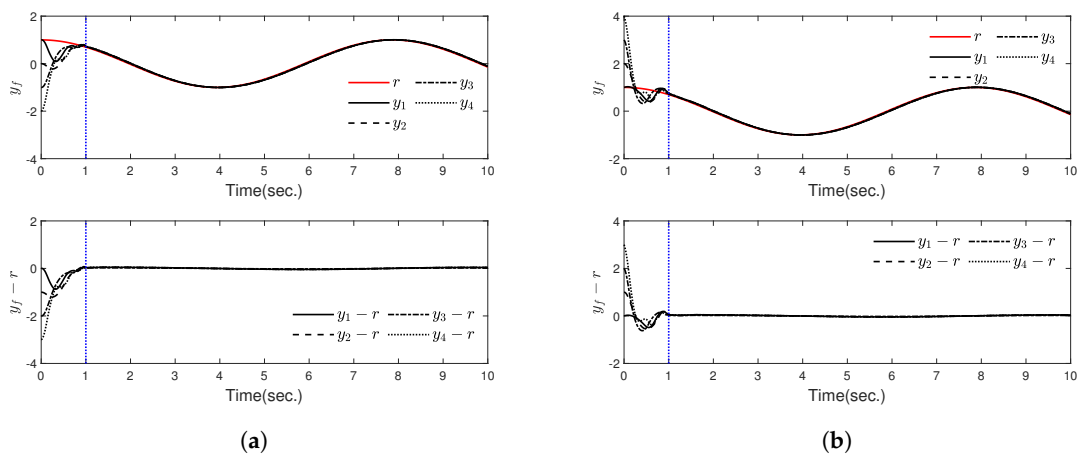 2
0
-2
-4
y_f
0 1 2 3 4 5 6 7 8 9 10
Time(sec.)
r
y_1
y_2
y_3
y_4
4
2
0
-2
y_f
0 1 2 3 4 5 6 7 8 9 10
Time(sec.)
r
y_1
y_2
y_3
y_4
2
0
-2
-4
y_f − r
0 1 2 3 4 5 6 7 8 9 10
Time(sec.)
y_1 − r y_3 − r
y_2 − r y_4 − r
4
2
0
-2
y_f − r
0 1 2 3 4 5 6 7 8 9 10
Time(sec.)
y_1 − r y_3 − r
y_2 − r y_4 − r
(a)
(b)